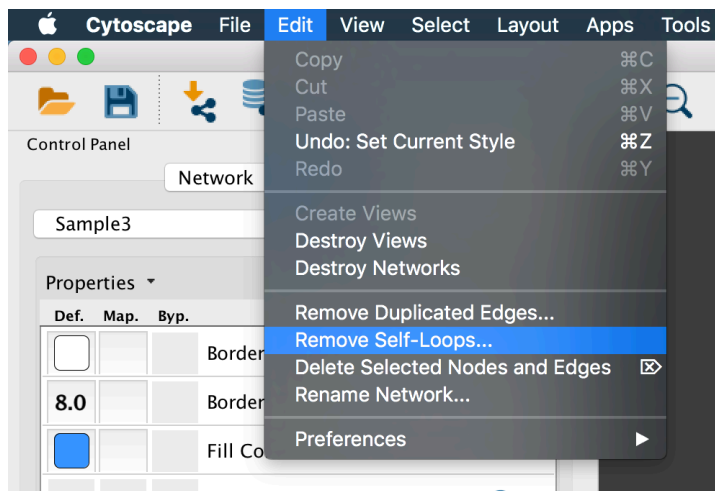 Cytoscape File Edit View Select Layout Apps Tools
Copy ⌘C
Cut ⌘X
Paste ⌘V
Undo: Set Current Style ⌘Z
Redo ⌘Y
Create Views
Destroy Views
Destroy Networks
Remove Duplicated Edges...
Remove Self-Loops...
Delete Selected Nodes and Edges ⌦
Rename Network...
Preferences ▶
Control Panel
Network
Sample3
Properties
Def. Map. Byp.
Border
8.0 Border
Fill Co